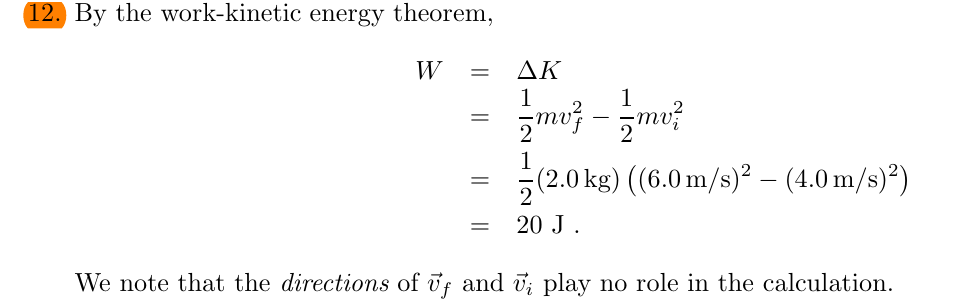 12. By the work-kinetic energy theorem,
W = ΔK
= 1/2 mv_f^2 − 1/2 mv_i^2
= 1/2 (2.0 kg) ((6.0 m/s)^2 − (4.0 m/s)^2)
= 20 J .
We note that the directions of v⃗_f and v⃗_i play no role in the calculation.